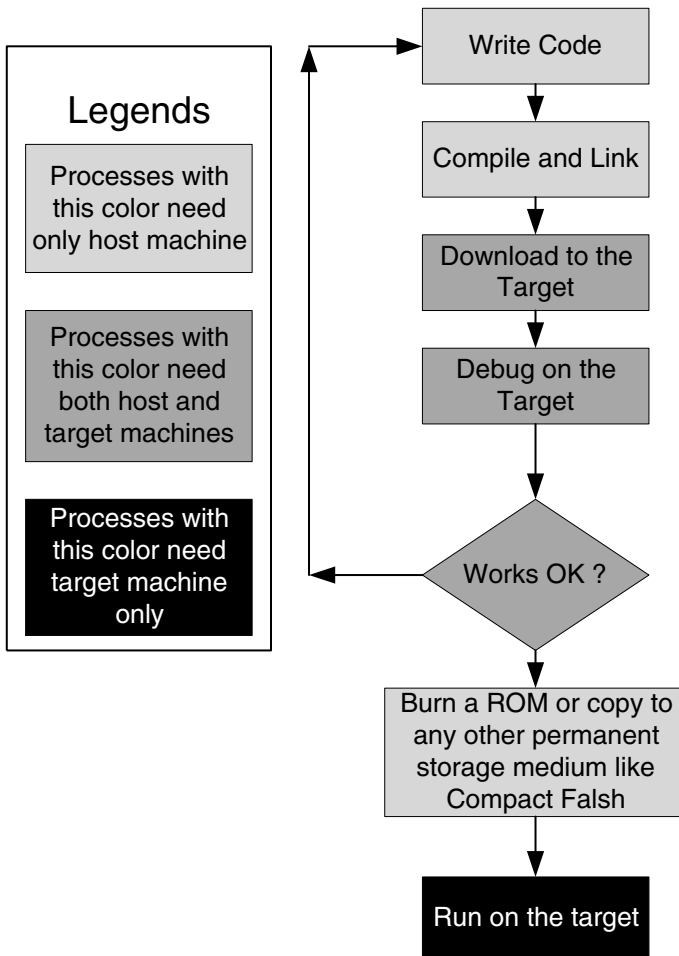 Legends
Processes with
this color need
only host machine
Processes with
this color need
both host and
target machines
Processes with
this color need
target machine
only
Write Code
Compile and Link
Download to the
Target
Debug on the
Target
Works OK ?
Burn a ROM or copy to
any other permanent
storage medium like
Compact Falsh
Run on the target